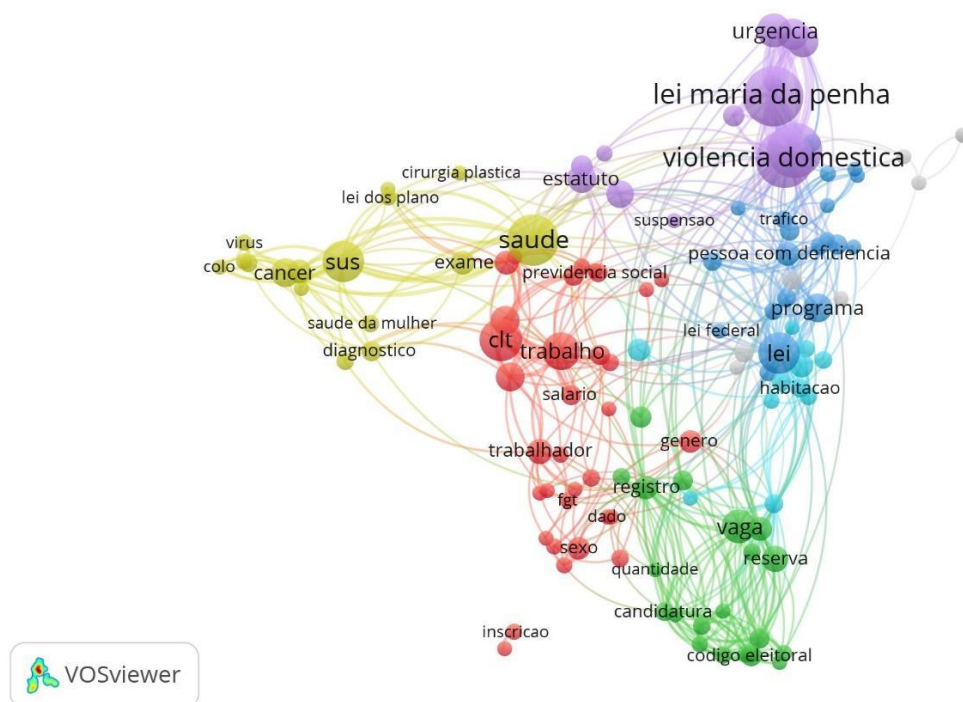 urgencia
lei maria da penha
violencia domestica
cirurgia plastica
estatuto
lei dos plano
suspensao
trafico
virus
saude
colo
cancer
sus
exame
previdencia social
pessoa com deficiencia
programa
saude da mulher
lei federal
diagnostico
clt
trabalho
lei
habitacao
salario
trabalhador
genero
registro
fgt
dado
vaga
sexo
quantidade
reserva
candidatura
inscricao
codigo eleitoral
VOSviewer